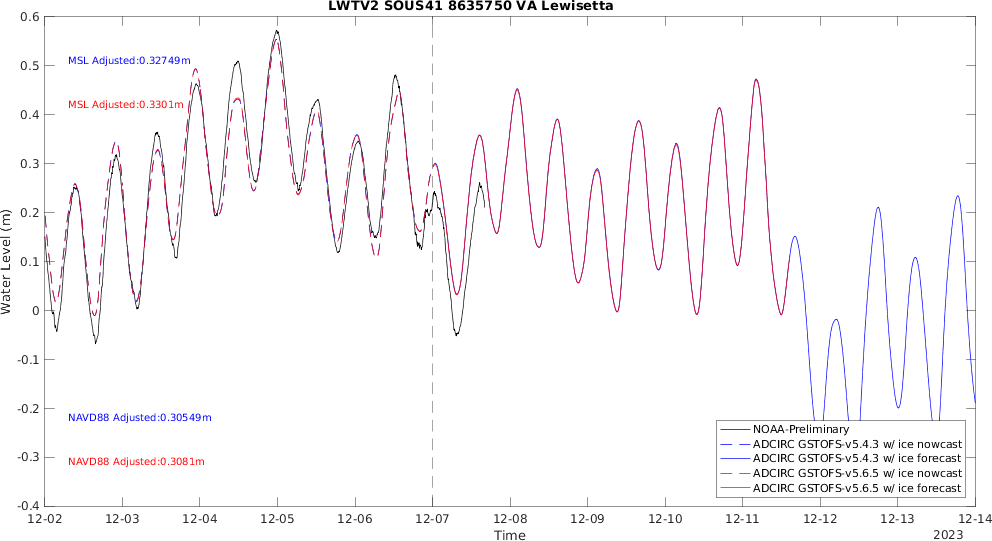 LWTV2 SOUS41 8635750 VA Lewisetta
0.6
0.5
0.4
0.3
0.2
0.1
0
-0.1
-0.2
-0.3
-0.4
Water Level (m)
MSL Adjusted:0.32749m
MSL Adjusted:0.3301m
NAVD88 Adjusted:0.30549m
NAVD88 Adjusted:0.3081m
NOAA-Preliminary
ADCIRC GSTOFS-v5.4.3 w/ ice nowcast
ADCIRC GSTOFS-v5.4.3 w/ ice forecast
ADCIRC GSTOFS-v5.6.5 w/ ice nowcast
ADCIRC GSTOFS-v5.6.5 w/ ice forecast
12-02 12-03 12-04 12-05 12-06 12-07 12-08 12-09 12-10 12-11 12-12 12-13 12-14
Time
2023